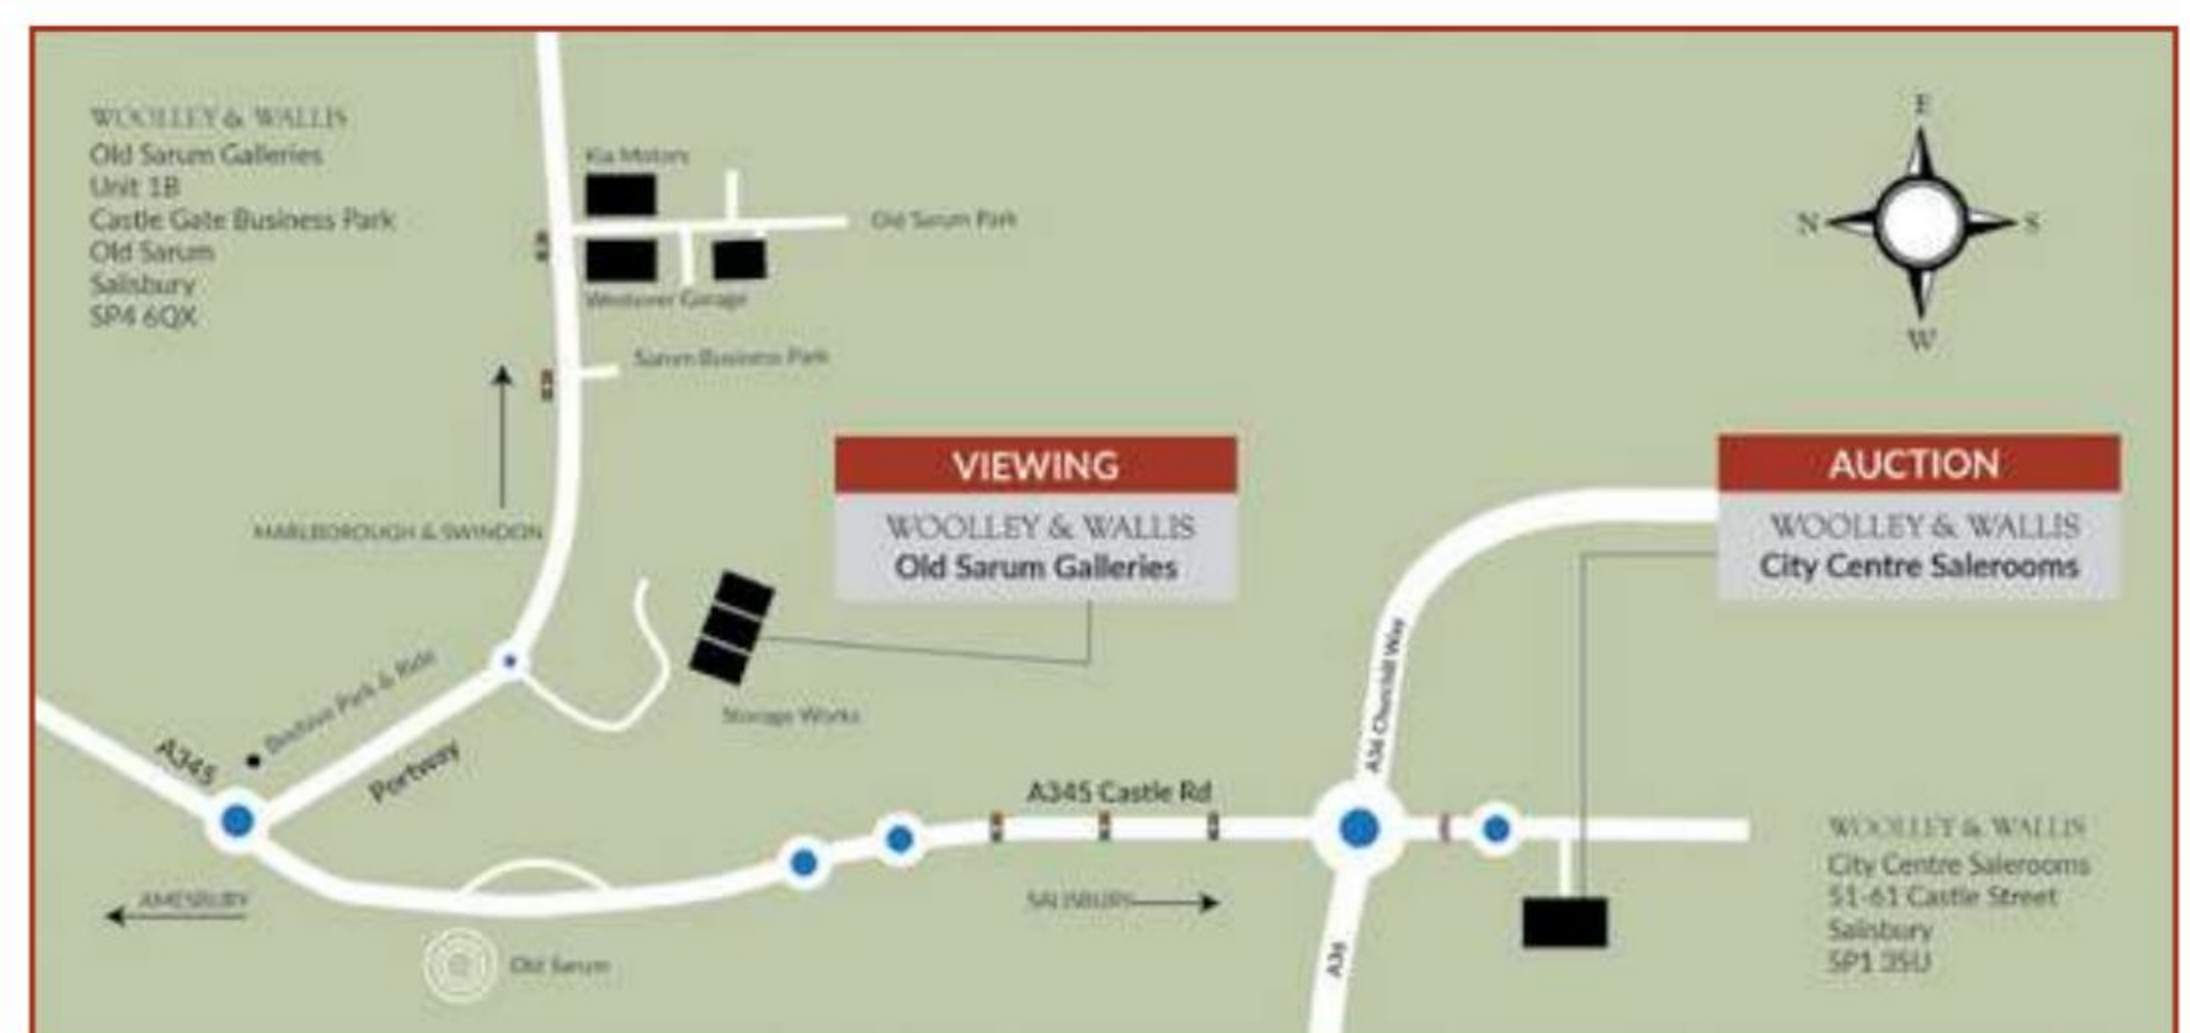 WOOLLEY & WALLIS
Old Sarum Galleries
Unit 1B
Castle Gate Business Park
Old Sarum
Salisbury
SP4 6QX
Kia Motors
Old Sarum Park
Westover Garage
Sarum Business Park
MARLBOROUGH & SWINDON
E
N
S
W
VIEWING
WOOLLEY & WALLIS
Old Sarum Galleries
AUCTION
WOOLLEY & WALLIS
City Centre Salerooms
Storage Works
A36 Churchill Way
Beehive Park & Ride
A345
Portway
A345 Castle Rd
AMESBURY
SALISBURY
Old Sarum
A36
WOOLLEY & WALLIS
City Centre Salerooms
51-61 Castle Street
Salisbury
SP1 3SU